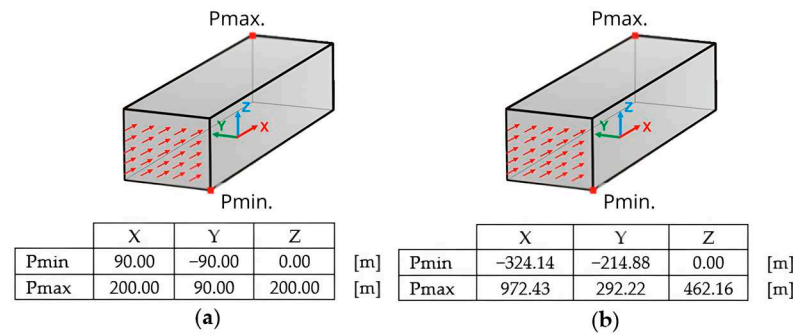 Pmax.
Z
Y
X
Pmin.
X Y Z
Pmin 90.00 −90.00 0.00 [m]
Pmax 200.00 90.00 200.00 [m]
(a)
Pmax.
Z
Y
X
Pmin.
X Y Z
Pmin −324.14 −214.88 0.00 [m]
Pmax 972.43 292.22 462.16 [m]
(b)